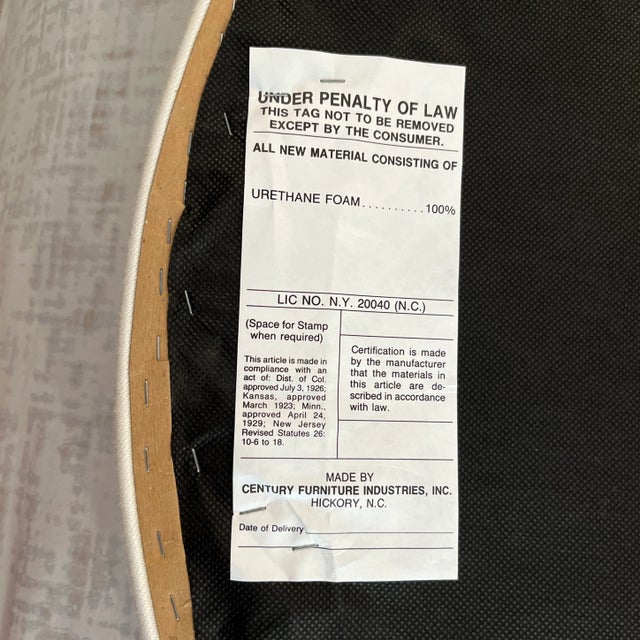 UNDER PENALTY OF LAW
THIS TAG NOT TO BE REMOVED
EXCEPT BY THE CONSUMER.
ALL NEW MATERIAL CONSISTING OF
URETHANE FOAM..........100%
LIC NO. N.Y. 20040 (N.C.)
(Space for Stamp
when required)
This article is made in
compliance with an
act of: Dist. of Col.
approved July 3, 1926;
Kansas, approved
March 1923; Minn.,
approved April 24,
1929; New Jersey
Revised Statutes 26:
10-6 to 18.
Certification is made
by the manufacturer
that the materials in
this article are de-
scribed in accordance
with law.
MADE BY
CENTURY FURNITURE INDUSTRIES, INC.
HICKORY, N.C.
Date of Delivery